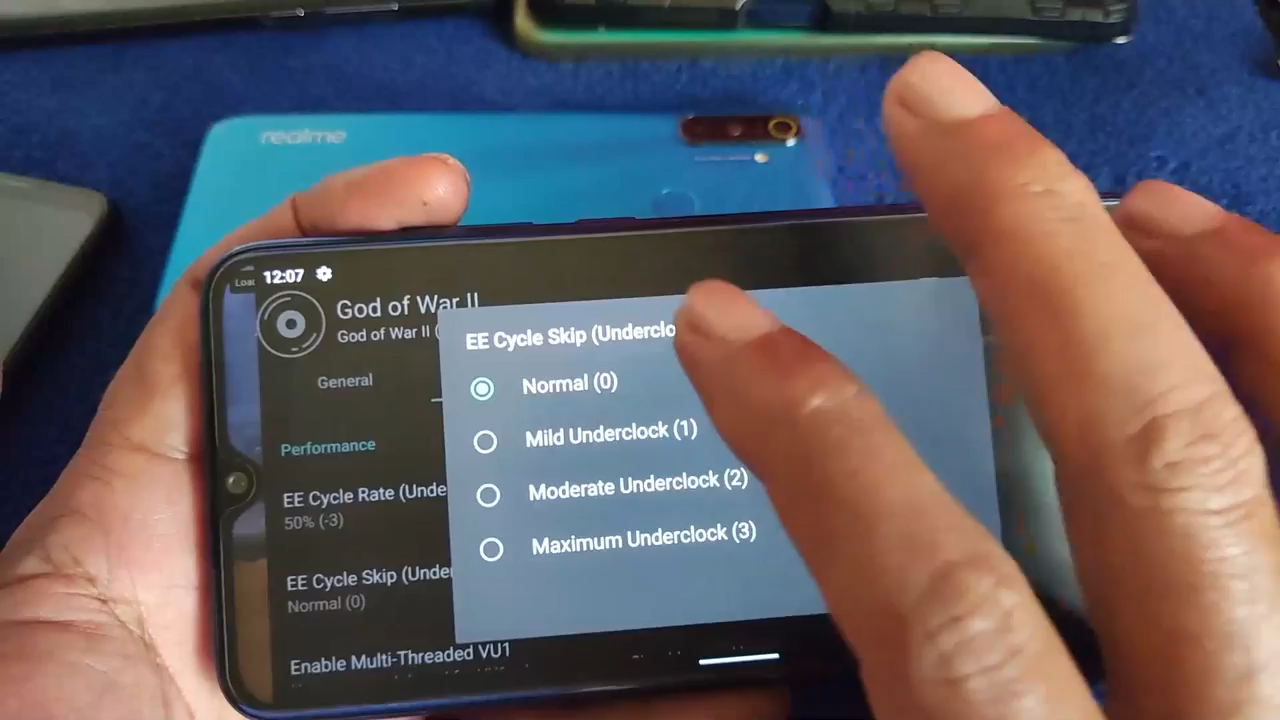 realme
12:07
God of War II
God of War II (
General
EE Cycle Skip (Underclo
Normal (0)
Mild Underclock (1)
Moderate Underclock (2)
Maximum Underclock (3)
Performance
EE Cycle Rate (Unde
50% (-3)
EE Cycle Skip (Under
Normal (0)
Enable Multi-Threaded VU1